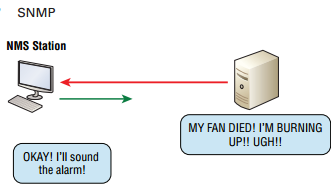 SNMP
NMS Station
MY FAN DIED! I'M BURNING
UP!! UGH!!
OKAY! I'll sound
the alarm!